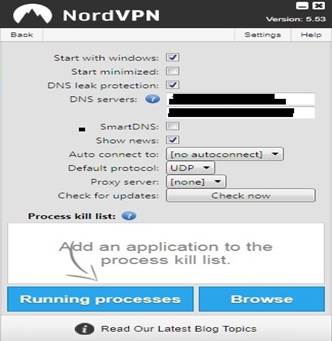 NordVPN
Version: 5.53
Back
Settings
Help
Start with windows:
Start minimized:
DNS leak protection:
DNS servers:
SmartDNS:
Show news:
Auto connect to: [no autoconnect]
Default protocol: UDP
Proxy server: [none]
Check for updates: Check now
Process kill list:
Add an application to the
process kill list.
Running processes
Browse
Read Our Latest Blog Topics